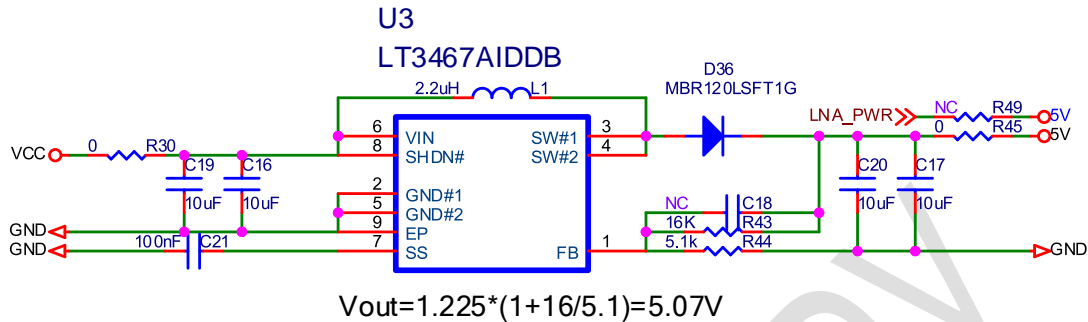 U3
LT3467AIDDB
2.2uH L1
D36
MBR120LSFT1G
LNA_PWR NC R49 5V
VCC 0 R30 6 VIN SW#1 3 0 R45 5V
8 SHDN# SW#2 4
C19 C16 C20 C17
10uF 10uF 2 GND#1 10uF 10uF
5 GND#2 NC C18
GND 9 EP 16K R43
GND 100nF C21 7 SS FB 1 5.1k R44 GND
Vout=1.225*(1+16/5.1)=5.07V